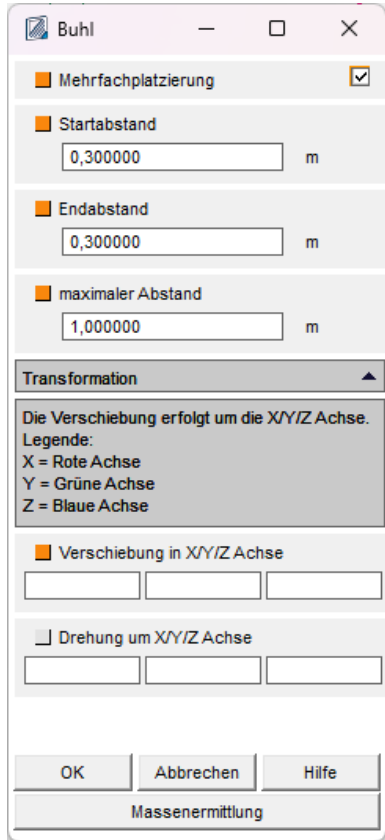 Buhl
Mehrfachplatzierung
Startabstand
0,300000 m
Endabstand
0,300000 m
maximaler Abstand
1,000000 m
Transformation
Die Verschiebung erfolgt um die X/Y/Z Achse.
Legende:
X = Rote Achse
Y = Grüne Achse
Z = Blaue Achse
Verschiebung in X/Y/Z Achse
Drehung um X/Y/Z Achse
OK Abbrechen Hilfe
Massenermittlung